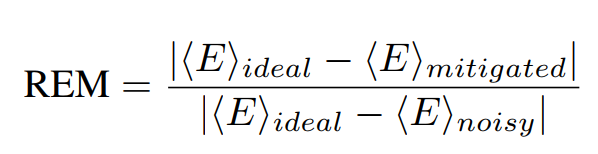 REM = |⟨E⟩ideal − ⟨E⟩mitigated| / |⟨E⟩ideal − ⟨E⟩noisy|